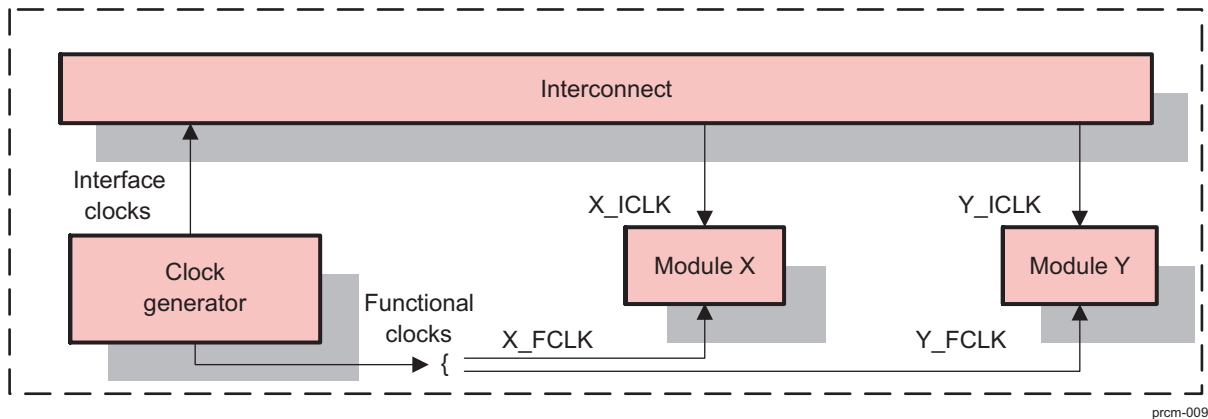 Interconnect
Interface
clocks
X_ICLK
Y_ICLK
Clock
generator
Module X
Module Y
Functional
clocks
{
X_FCLK
Y_FCLK
prcm-009